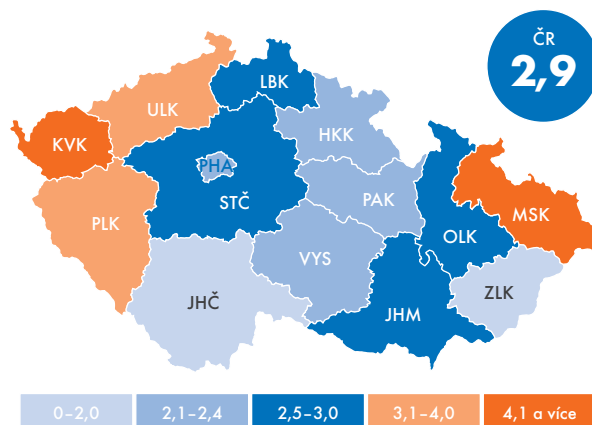 ČR
2,9
LBK
ULK
HKK
KVK
PHA
STČ
PAK
MSK
PLK
OLK
VYS
ZLK
JHČ
JHM
0–2,0
2,1–2,4
2,5–3,0
3,1–4,0
4,1 a více